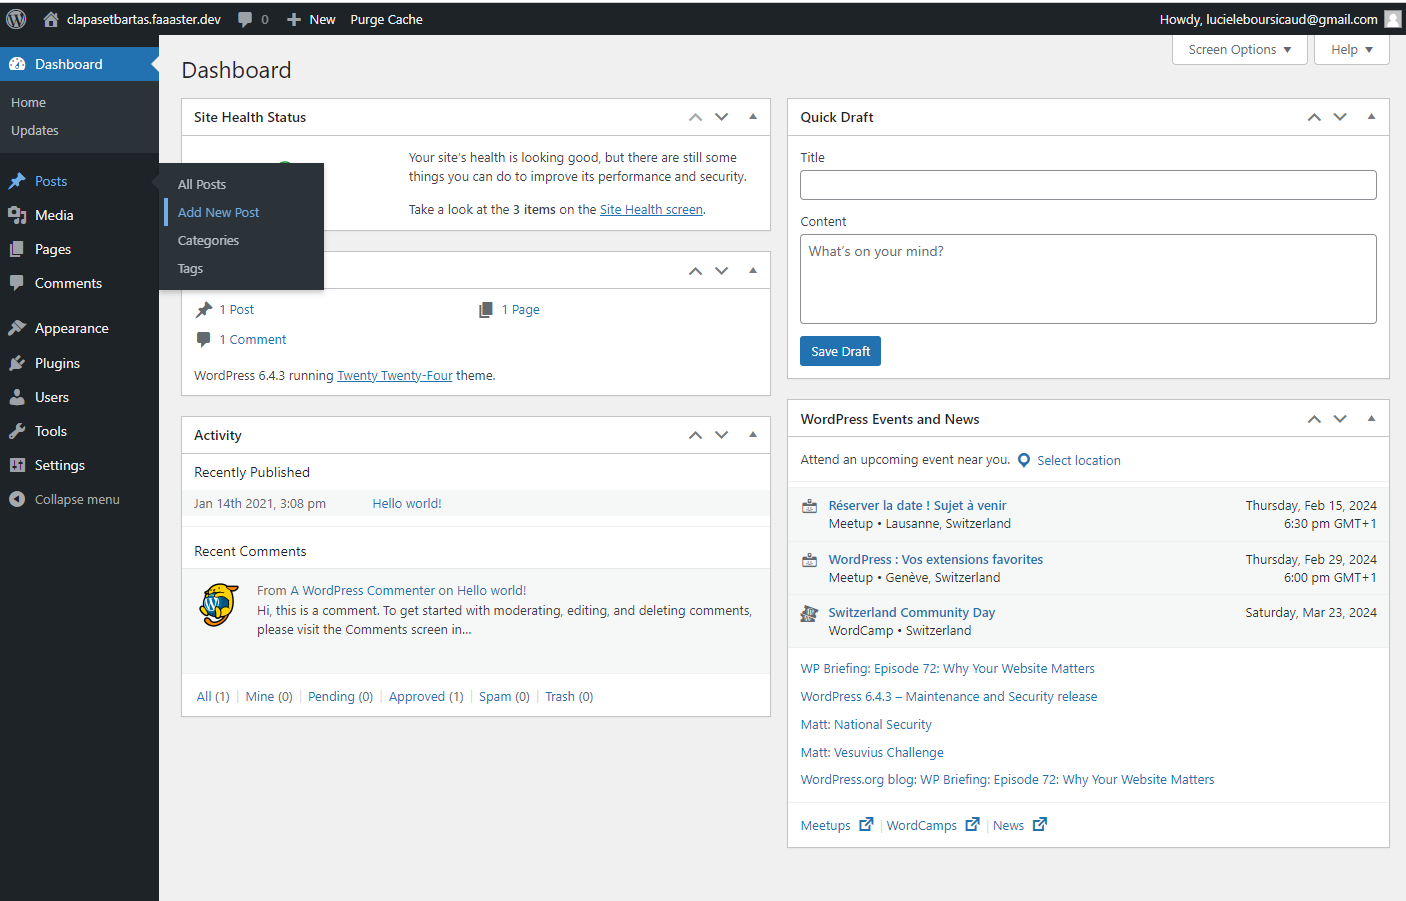 clapasetbartas.faaaster.dev 0 New Purge Cache Howdy, lucieleboursicaud@gmail.com
Screen Options Help
Dashboard
Home
Updates
Posts
Media
Pages
Comments
Appearance
Plugins
Users
Tools
Settings
Collapse menu
All Posts
Add New Post
Categories
Tags
Dashboard
Site Health Status
Your site's health is looking good, but there are still some
things you can do to improve its performance and security.
Take a look at the 3 items on the Site Health screen.
1 Post 1 Page
1 Comment
WordPress 6.4.3 running Twenty Twenty-Four theme.
Activity
Recently Published
Jan 14th 2021, 3:08 pm Hello world!
Recent Comments
From A WordPress Commenter on Hello world!
Hi, this is a comment. To get started with moderating, editing, and deleting comments,
please visit the Comments screen in…
All (1) | Mine (0) | Pending (0) | Approved (1) | Spam (0) | Trash (0)
Quick Draft
Title
Content
What's on your mind?
Save Draft
WordPress Events and News
Attend an upcoming event near you. Select location
Réserver la date ! Sujet à venir Thursday, Feb 15, 2024
Meetup • Lausanne, Switzerland 6:30 pm GMT+1
WordPress : Vos extensions favorites Thursday, Feb 29, 2024
Meetup • Genève, Switzerland 6:00 pm GMT+1
Switzerland Community Day Saturday, Mar 23, 2024
WordCamp • Switzerland
WP Briefing: Episode 72: Why Your Website Matters
WordPress 6.4.3 – Maintenance and Security release
Matt: National Security
Matt: Vesuvius Challenge
WordPress.org blog: WP Briefing: Episode 72: Why Your Website Matters
Meetups | WordCamps | News